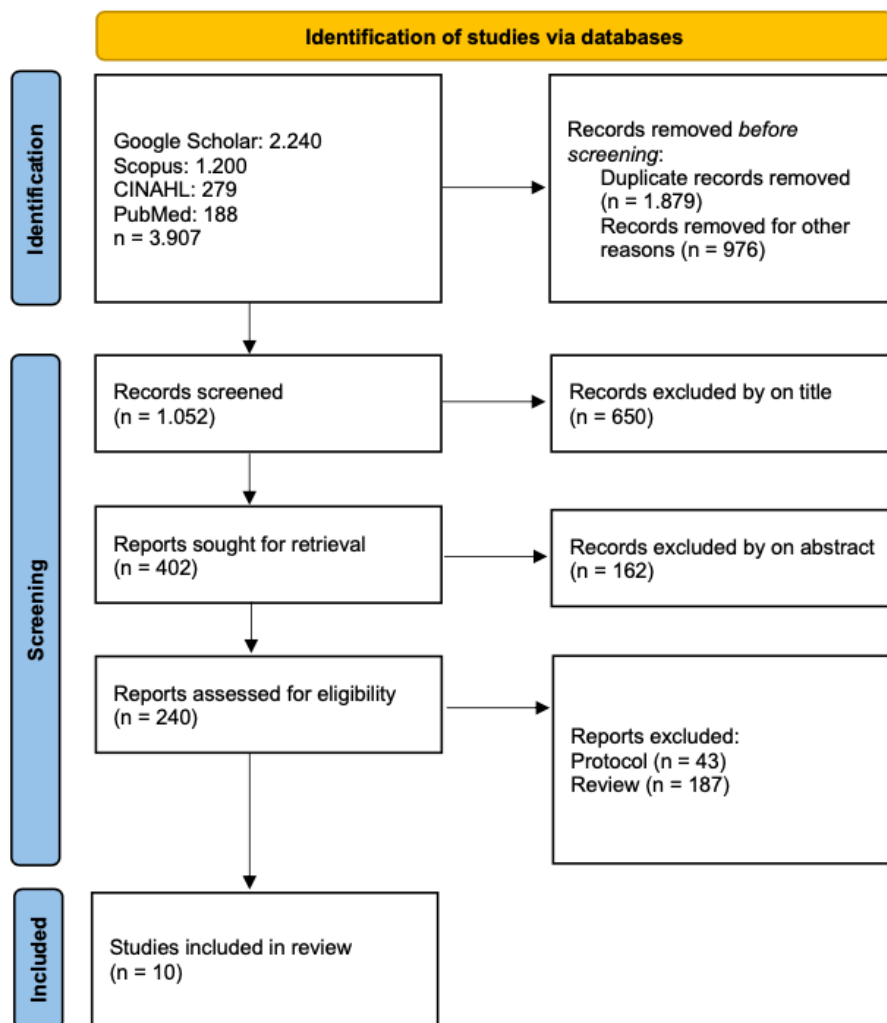 Identification of studies via databases
Identification
Google Scholar: 2.240
Scopus: 1.200
CINAHL: 279
PubMed: 188
n = 3.907
Records removed before
screening:
Duplicate records removed
(n = 1.879)
Records removed for other
reasons (n = 976)
Screening
Records screened
(n = 1.052)
Records excluded by on title
(n = 650)
Reports sought for retrieval
(n = 402)
Records excluded by on abstract
(n = 162)
Reports assessed for eligibility
(n = 240)
Reports excluded:
Protocol (n = 43)
Review (n = 187)
Included
Studies included in review
(n = 10)